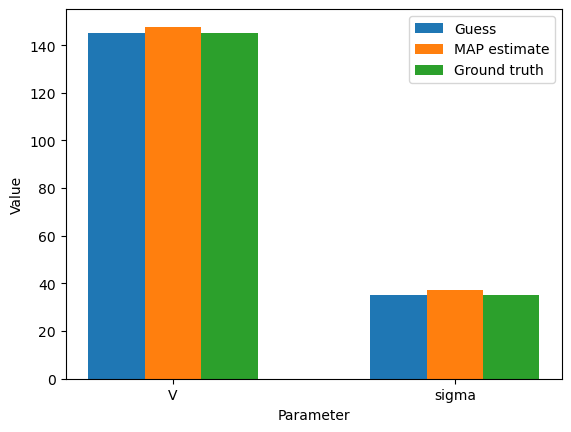 Guess
MAP estimate
Ground truth
Value
140
120
100
80
60
40
20
0
V
sigma
Parameter